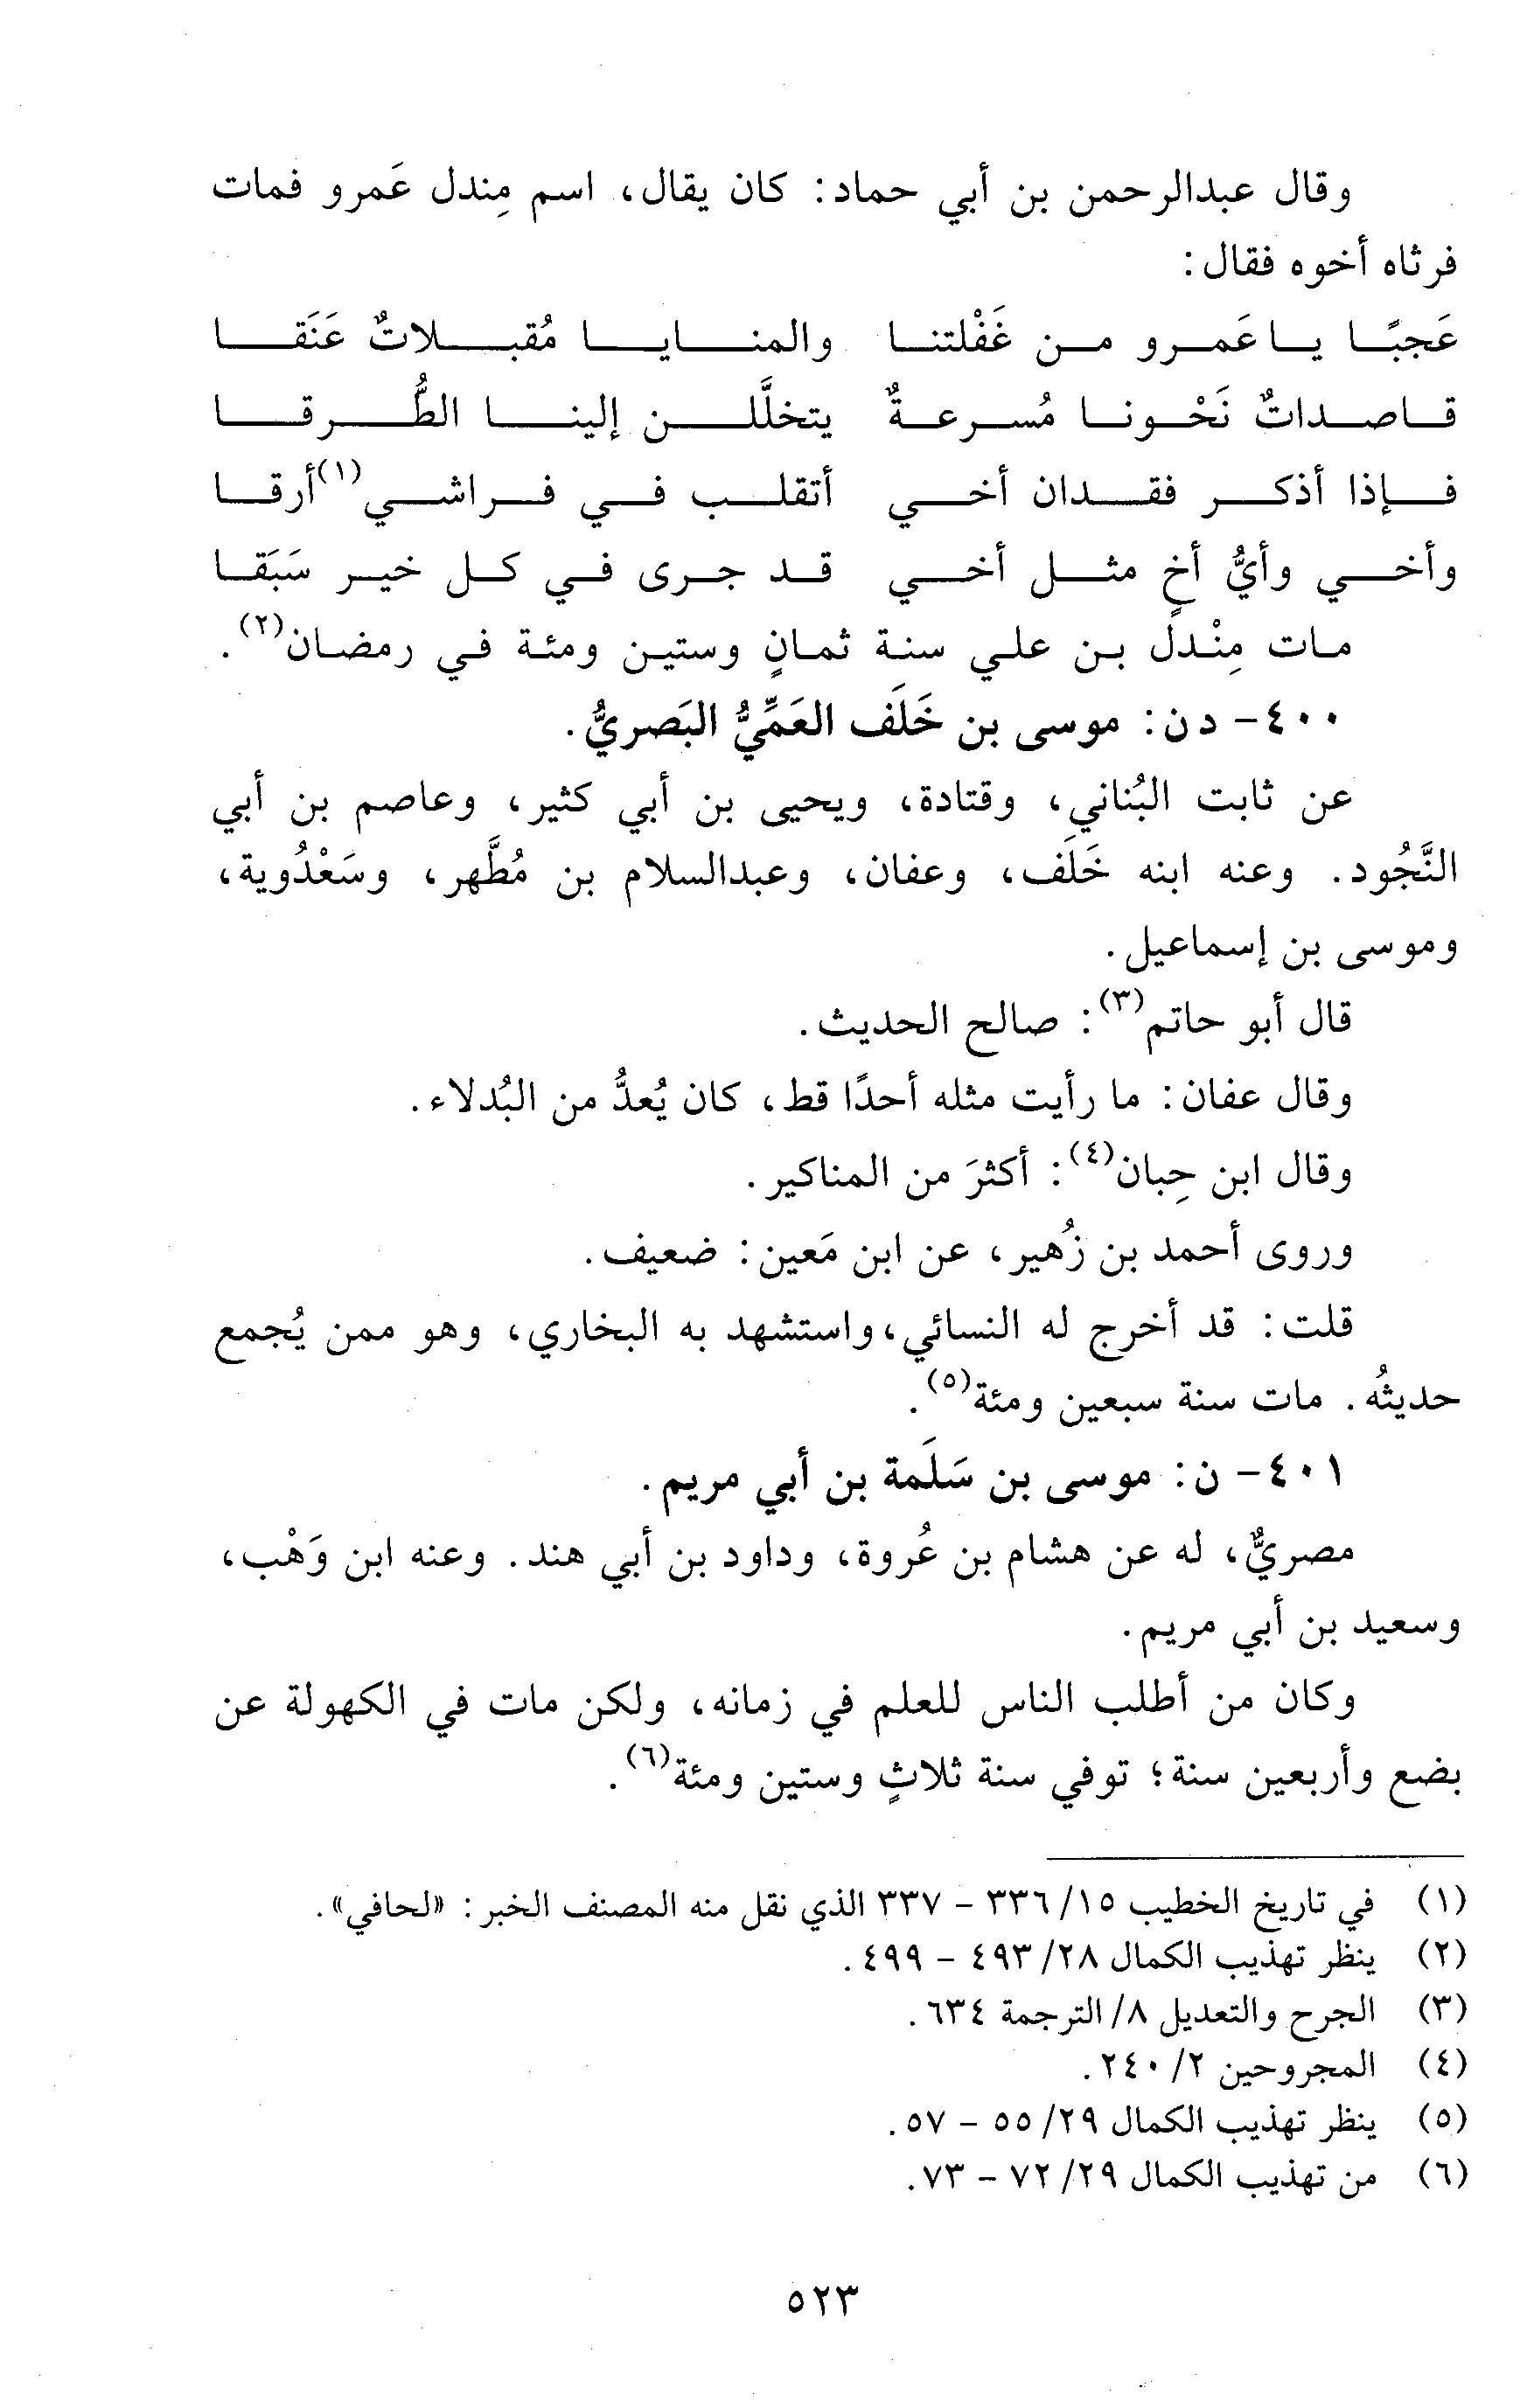 وقال عبدالرحمن بن أبي حماد: كان يقال، اسم مِندل عَمرو فمات
فرثاه أخوه فقال:
عَجبًا يا عَمرو من غَفْلتنا والمنايا مُقبلاتٌ عَنَقا
قاصداتٌ نَحْونا مُسرعةٌ يتخلَّلن إلينا الطُّرقا
فإذا أذكر فقدان أخي أتقلب في فراشي(١) أرقا
وأخي وأيُّ أخٍ مثل أخي قد جرى في كل خير سَبَقا
مات مِنْدل بن علي سنة ثمانٍ وستين ومئة في رمضان(٢).
٤٠٠- د ن: موسى بن خَلَف العَمِّيُّ البَصريُّ.
عن ثابت البُناني، وقتادة، ويحيى بن أبي كثير، وعاصم بن أبي
النَّجُود. وعنه ابنه خَلَف، وعفان، وعبدالسلام بن مُطَّهر، وسَعْدُوية،
وموسى بن إسماعيل.
قال أبو حاتم(٣): صالح الحديث.
وقال عفان: ما رأيت مثله أحدًا قط، كان يُعدُّ من البُدلاء.
وقال ابن حِبان(٤): أكثرَ من المناكير.
وروى أحمد بن زُهير، عن ابن مَعين: ضعيف.
قلت: قد أخرج له النسائي، واستشهد به البخاري، وهو ممن يُجمع
حديثُه. مات سنة سبعين ومئة(٥).
٤٠١- ن: موسى بن سَلَمة بن أبي مريم.
مصريٌّ، له عن هشام بن عُروة، وداود بن أبي هند. وعنه ابن وَهْب،
وسعيد بن أبي مريم.
وكان من أطلب الناس للعلم في زمانه، ولكن مات في الكهولة عن
بضع وأربعين سنة؛ توفي سنة ثلاثٍ وستين ومئة(٦).
(١) في تاريخ الخطيب ١٥/ ٣٣٦ - ٣٣٧ الذي نقل منه المصنف الخبر: «لحافي».
(٢) ينظر تهذيب الكمال ٢٨/ ٤٩٣ - ٤٩٩.
(٣) الجرح والتعديل ٨/ الترجمة ٦٣٤.
(٤) المجروحين ٢/ ٢٤٠.
(٥) ينظر تهذيب الكمال ٢٩/ ٥٥ - ٥٧.
(٦) من تهذيب الكمال ٢٩/ ٧٢ - ٧٣.
٥٢٣